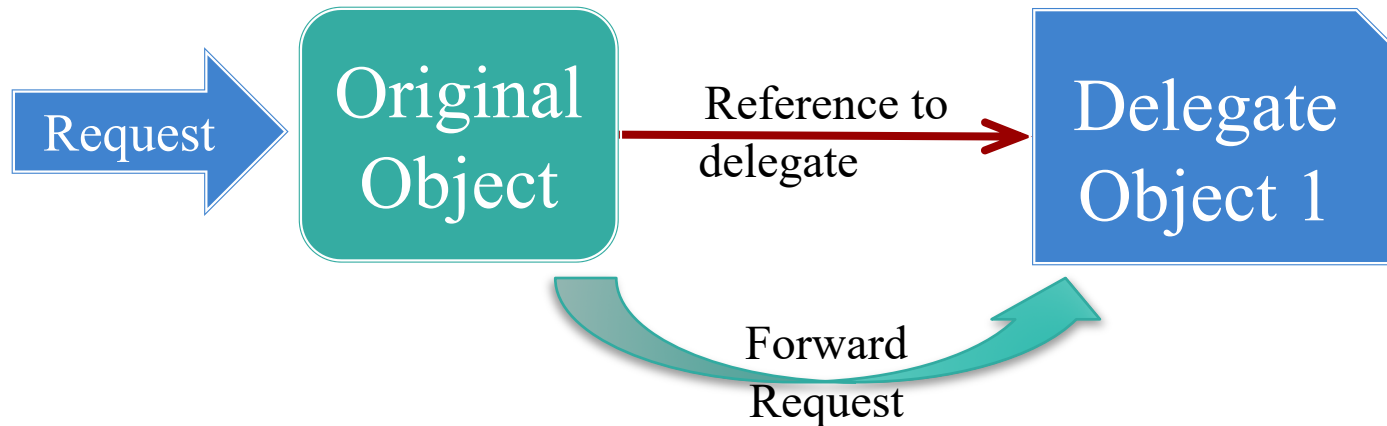 Request
Original
Object
Reference to
delegate
Delegate
Object 1
Forward
Request